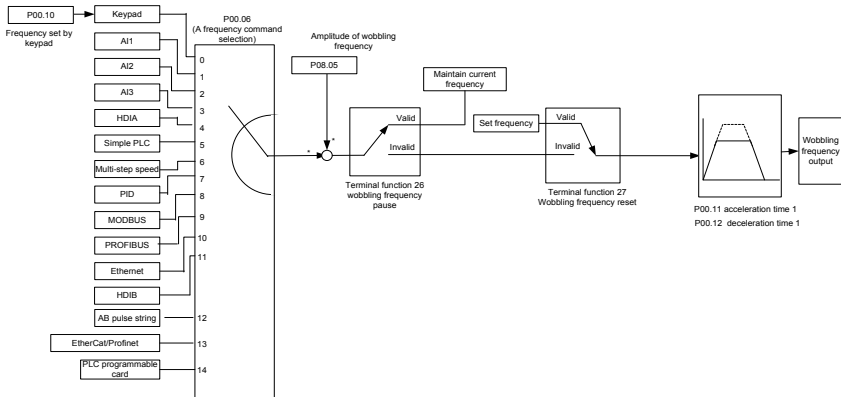 P00.10
Frequency set by
keypad
Keypad
AI1
AI2
AI3
HDIA
Simple PLC
Multi-step speed
PID
MODBUS
PROFIBUS
Ethernet
HDIB
AB pulse string
EtherCat/Profinet
PLC programmable
card
P00.06
(A frequency command
selection)
0
1
2
3
4
5
6
7
8
9
10
11
12
13
14
Amplitude of wobbling
frequency
P08.05
*
*
Valid
Invalid
Terminal function 26
wobbling frequency
pause
Maintain current
frequency
Set frequency
Valid
Invalid
Terminal function 27
Wobbling frequency reset
P00.11 acceleration time 1
P00.12 deceleration time 1
Wobbling
frequency
output